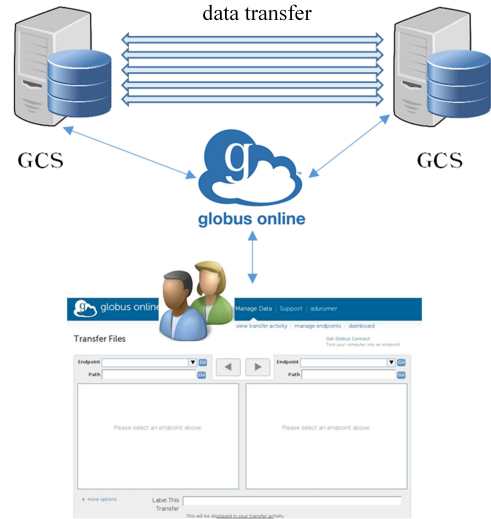 data transfer
GCS
GCS
g
globus online
globus online
Manage Data | Support | adurumer
view transfer activity | manage endpoints | dashboard
Transfer Files
Get Globus Connect
Turn your computer into an endpoint
Endpoint
Go
Endpoint
Go
Path
Go
Path
Go
Please select an endpoint above.
Please select an endpoint above.
more options
Label This
Transfer
This will be displayed in your transfer activity.